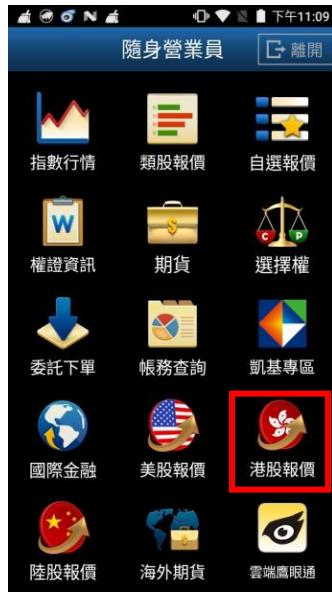 下午11:09
隨身營業員
離開
指數行情 類股報價 自選報價
W
$
C P
權證資訊 期貨 選擇權
$
委託下單 帳務查詢 凱基專區
國際金融 美股報價 港股報價
陸股報價 海外期貨 雲端鷹眼通